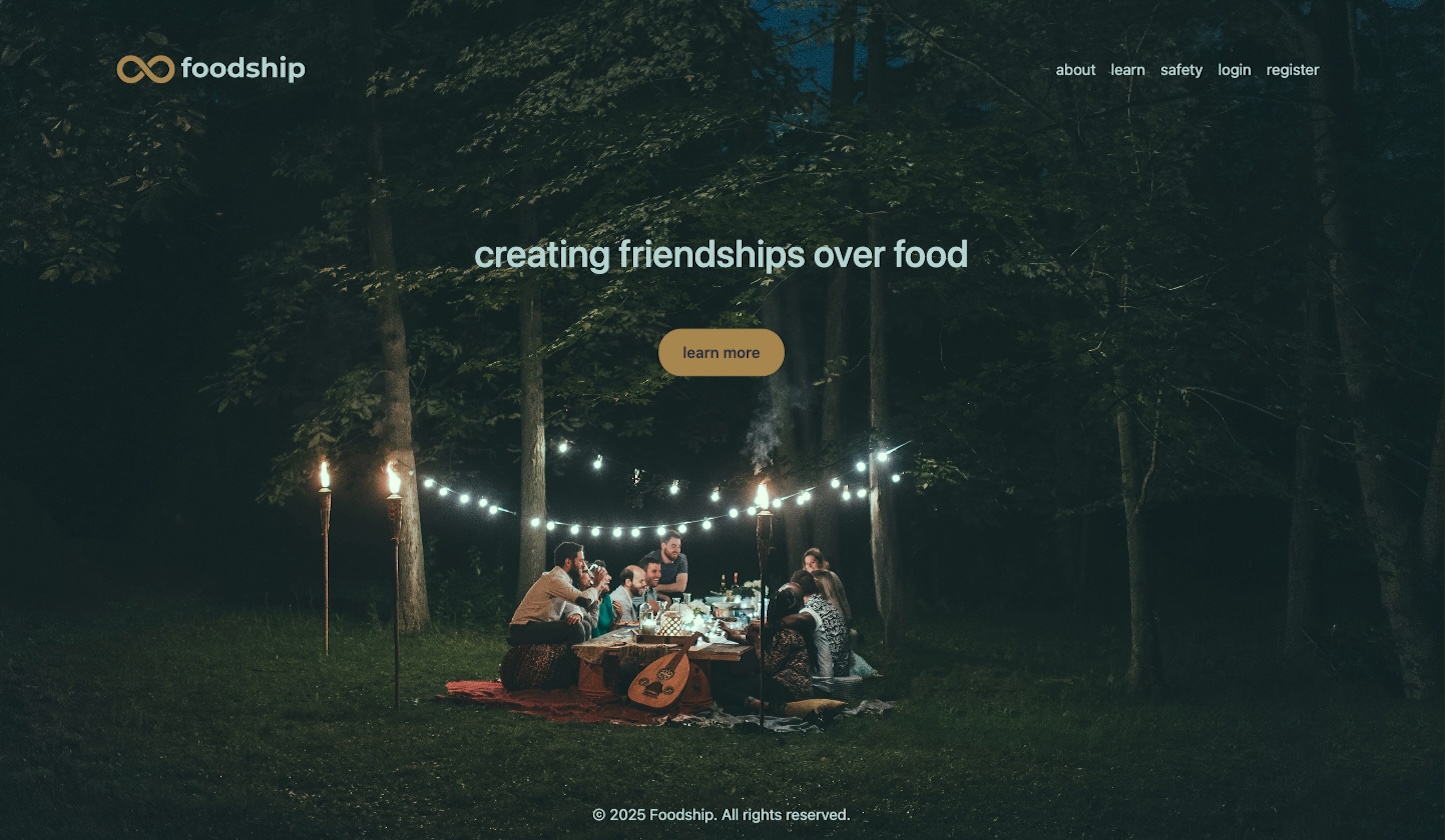 foodship
about learn safety login register
creating friendships over food
learn more
© 2025 Foodship. All rights reserved.